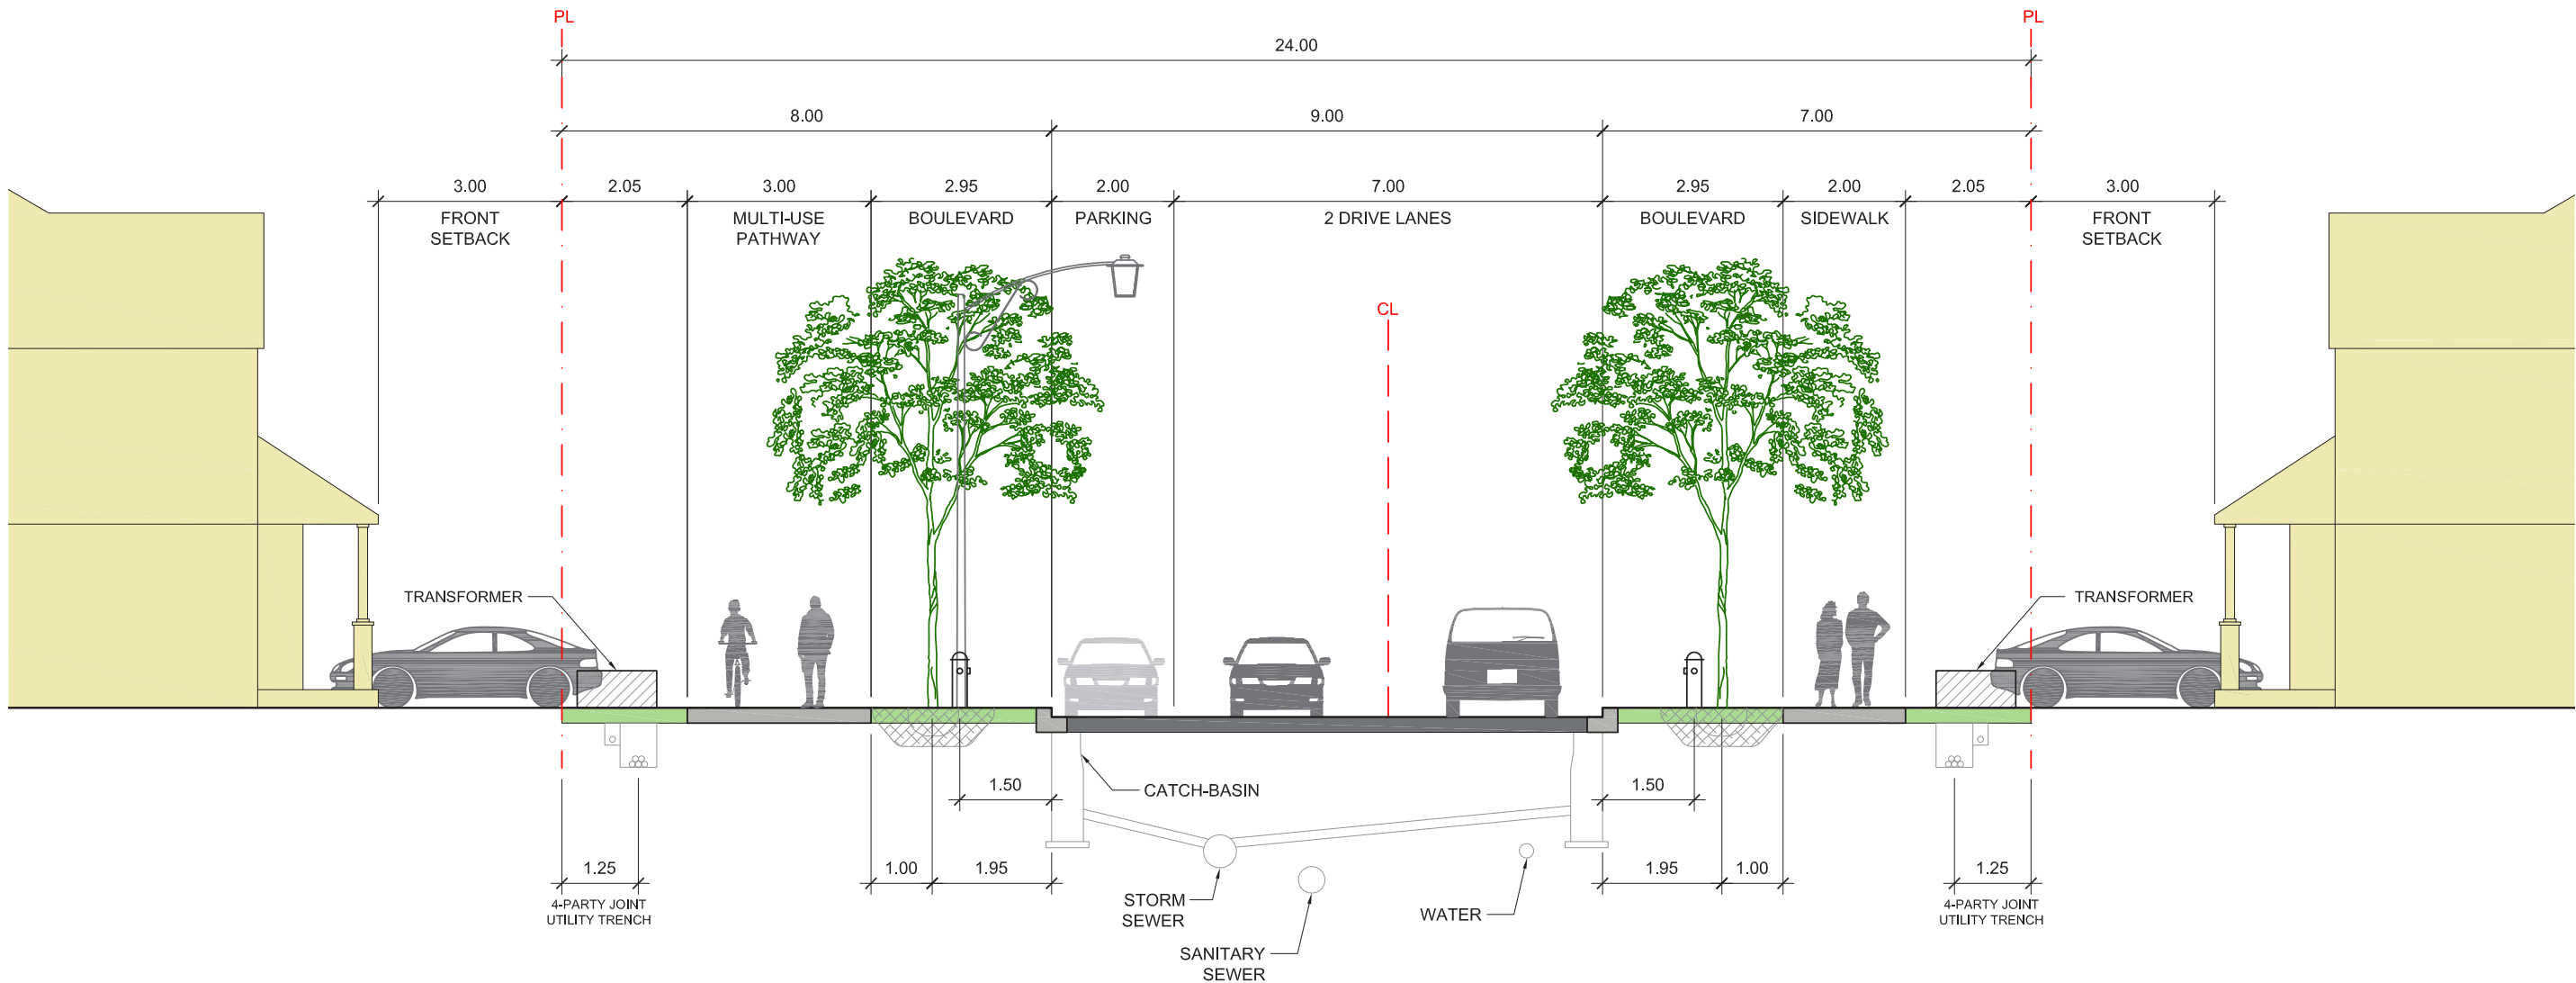 PL
PL
24.00
8.00
9.00
7.00
3.00
2.05
3.00
2.95
2.00
7.00
2.95
2.00
2.05
3.00
FRONT
SETBACK
MULTI-USE
PATHWAY
BOULEVARD
PARKING
2 DRIVE LANES
BOULEVARD
SIDEWALK
FRONT
SETBACK
CL
TRANSFORMER
TRANSFORMER
1.50
CATCH-BASIN
1.50
1.25
1.00
1.95
1.95
1.00
1.25
4-PARTY JOINT
UTILITY TRENCH
STORM
SEWER
WATER
4-PARTY JOINT
UTILITY TRENCH
SANITARY
SEWER